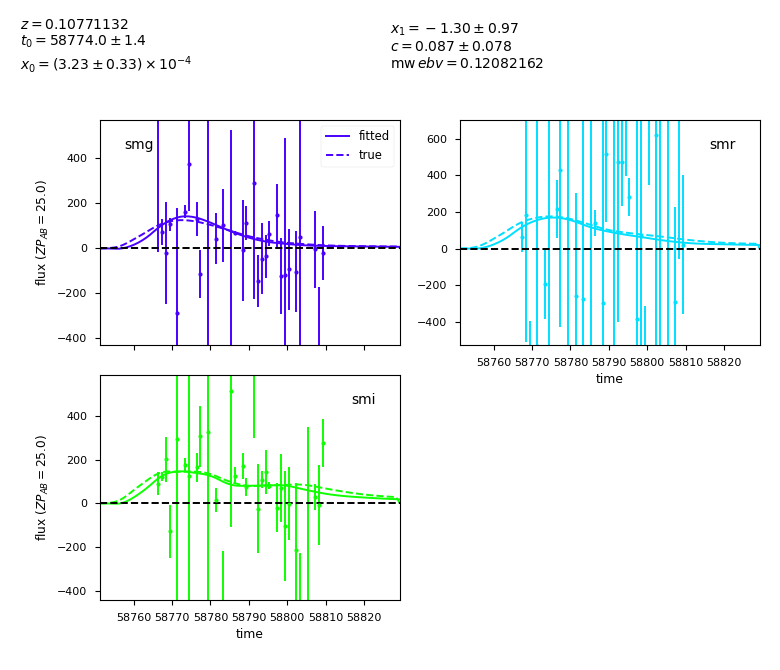 z = 0.10771132
t₀ = 58774.0 ± 1.4
x₀ = (3.23 ± 0.33) × 10⁻⁴
x₁ = −1.30 ± 0.97
c = 0.087 ± 0.078
mw ebv = 0.12082162
smg
fitted
true
400
200
0
−200
−400
flux (ZP_AB = 25.0)
smr
600
400
200
0
−200
−400
58760 58770 58780 58790 58800 58810 58820
time
smi
400
200
0
−200
−400
flux (ZP_AB = 25.0)
58760 58770 58780 58790 58800 58810 58820
time